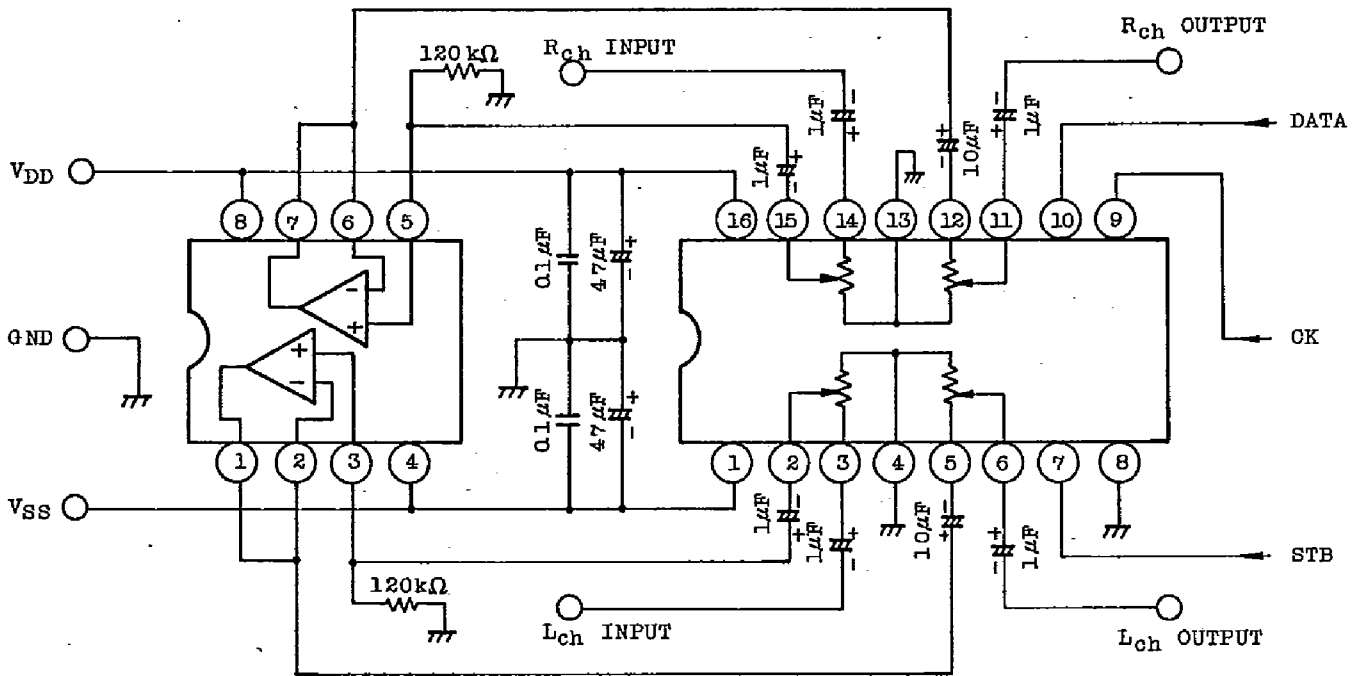 120kΩ
Rch INPUT
Rch OUTPUT
1μF
-
+
1μF
+
-
10μF
+
-
1μF
-
+
DATA
VDD
8
7
6
5
16
15
14
13
12
11
10
9
-
+
0.1μF
47μF
+
-
GND
CK
+
-
0.1μF
47μF
+
-
1
2
3
4
1
2
3
4
5
6
7
8
VSS
1μF
-
+
1μF
+
-
10μF
-
+
1μF
+
-
STB
120kΩ
Lch INPUT
Lch OUTPUT